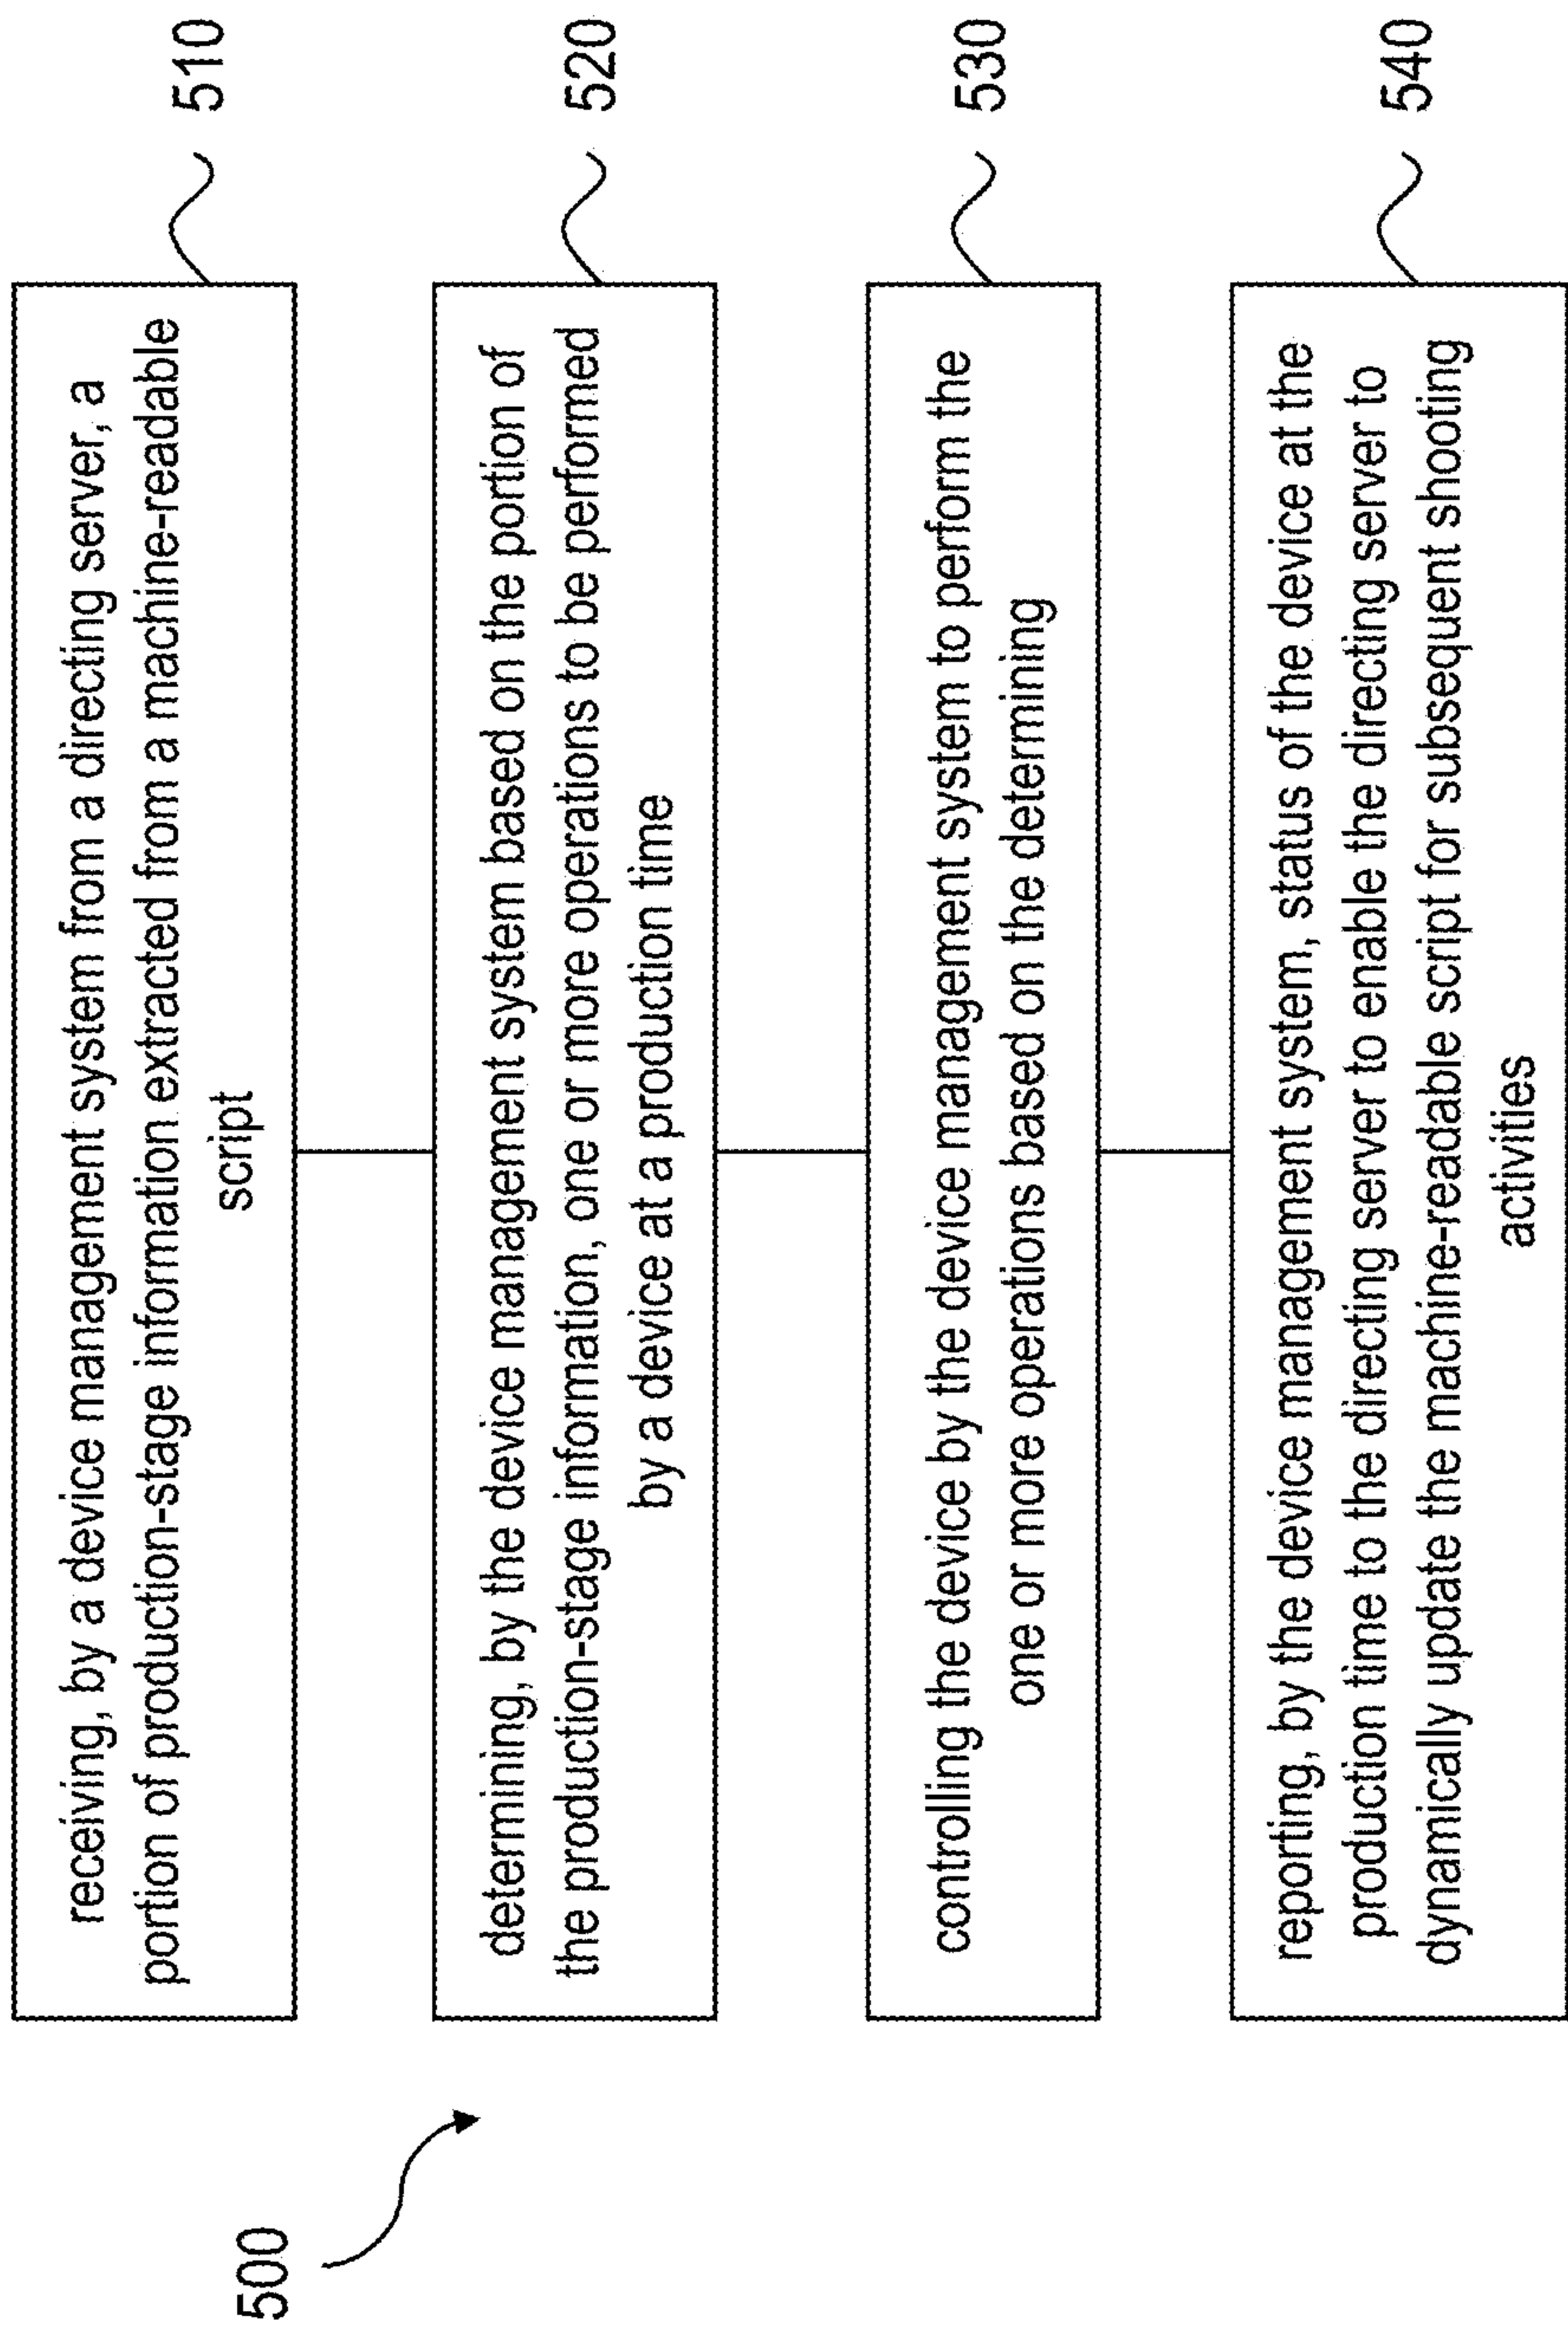 500
receiving, by a device management system from a directing server, a
portion of production-stage information extracted from a machine-readable
script
510
determining, by the device management system based on the portion of
the production-stage information, one or more operations to be performed
by a device at a production time
520
controlling the device by the device management system to perform the
one or more operations based on the determining
530
reporting, by the device management system, status of the device at the
production time to the directing server to enable the directing server to
dynamically update the machine-readable script for subsequent shooting
activities
540